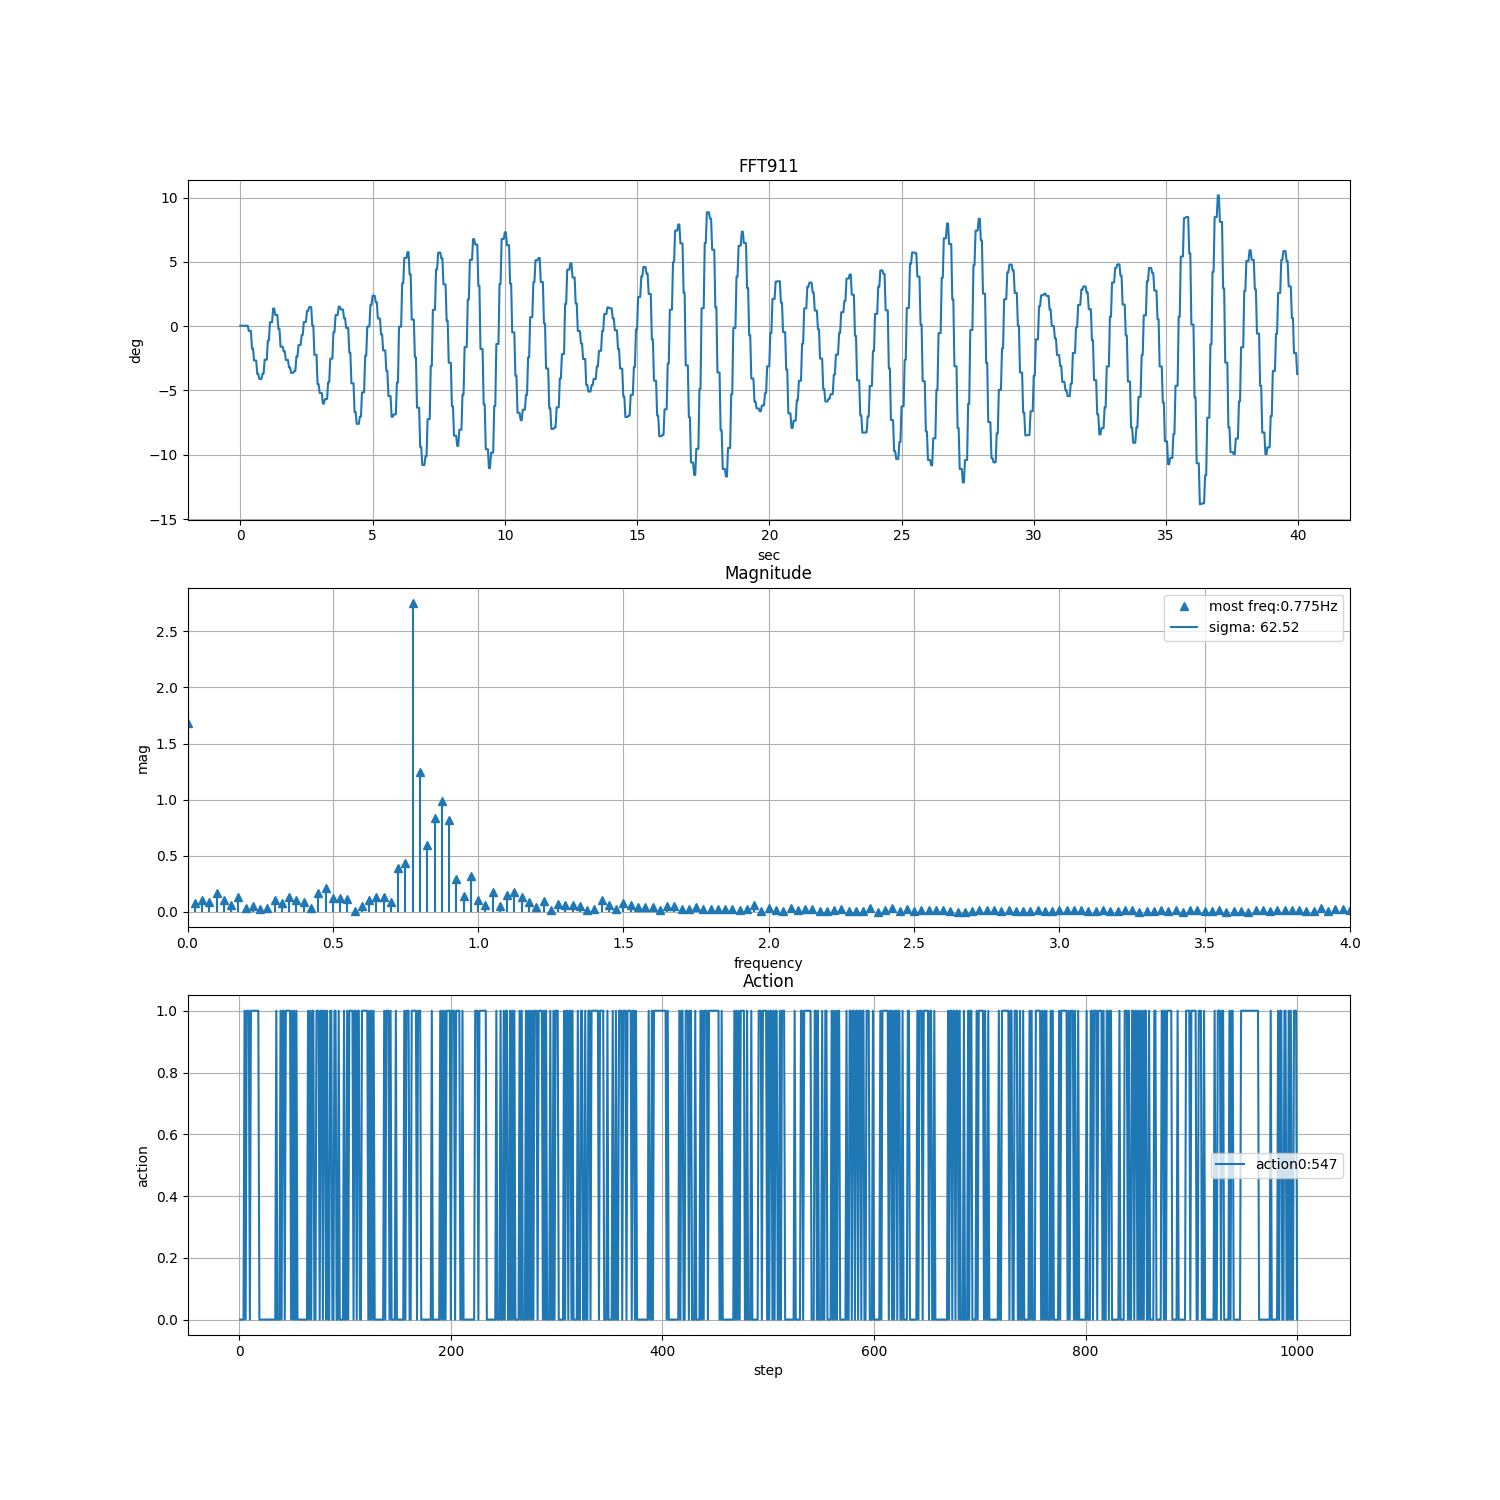 FFT911
10
5
0
−5
−10
−15
deg
0 5 10 15 20 25 30 35 40
sec
Magnitude
most freq:0.775Hz
sigma: 62.52
2.5
2.0
1.5
1.0
0.5
0.0
mag
0.0 0.5 1.0 1.5 2.0 2.5 3.0 3.5 4.0
frequency
Action
1.0
0.8
0.6
0.4
0.2
0.0
action
action0:547
0 200 400 600 800 1000
step